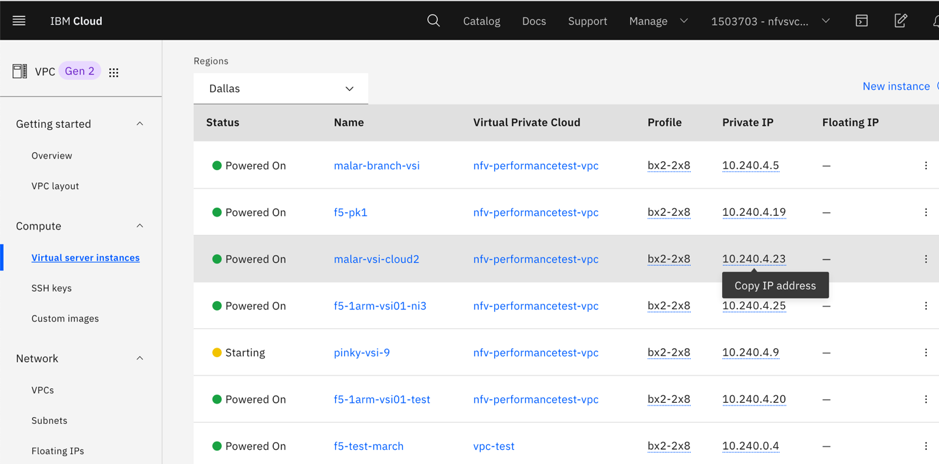 IBM Cloud Catalog Docs Support Manage 1503703 - nfvsvc...
VPC Gen 2
Getting started
Overview
VPC layout
Compute
Virtual server instances
SSH keys
Custom images
Network
VPCs
Subnets
Floating IPs
Regions
Dallas
New instance
Status Name Virtual Private Cloud Profile Private IP Floating IP
Powered On malar-branch-vsi nfv-performancetest-vpc bx2-2x8 10.240.4.5 —
Powered On f5-pk1 nfv-performancetest-vpc bx2-2x8 10.240.4.19 —
Powered On malar-vsi-cloud2 nfv-performancetest-vpc bx2-2x8 10.240.4.23 —
Copy IP address
Powered On f5-1arm-vsi01-ni3 nfv-performancetest-vpc bx2-2x8 10.240.4.25 —
Starting pinky-vsi-9 nfv-performancetest-vpc bx2-2x8 10.240.4.9 —
Powered On f5-1arm-vsi01-test nfv-performancetest-vpc bx2-2x8 10.240.4.20 —
Powered On f5-test-march vpc-test bx2-2x8 10.240.0.4 —